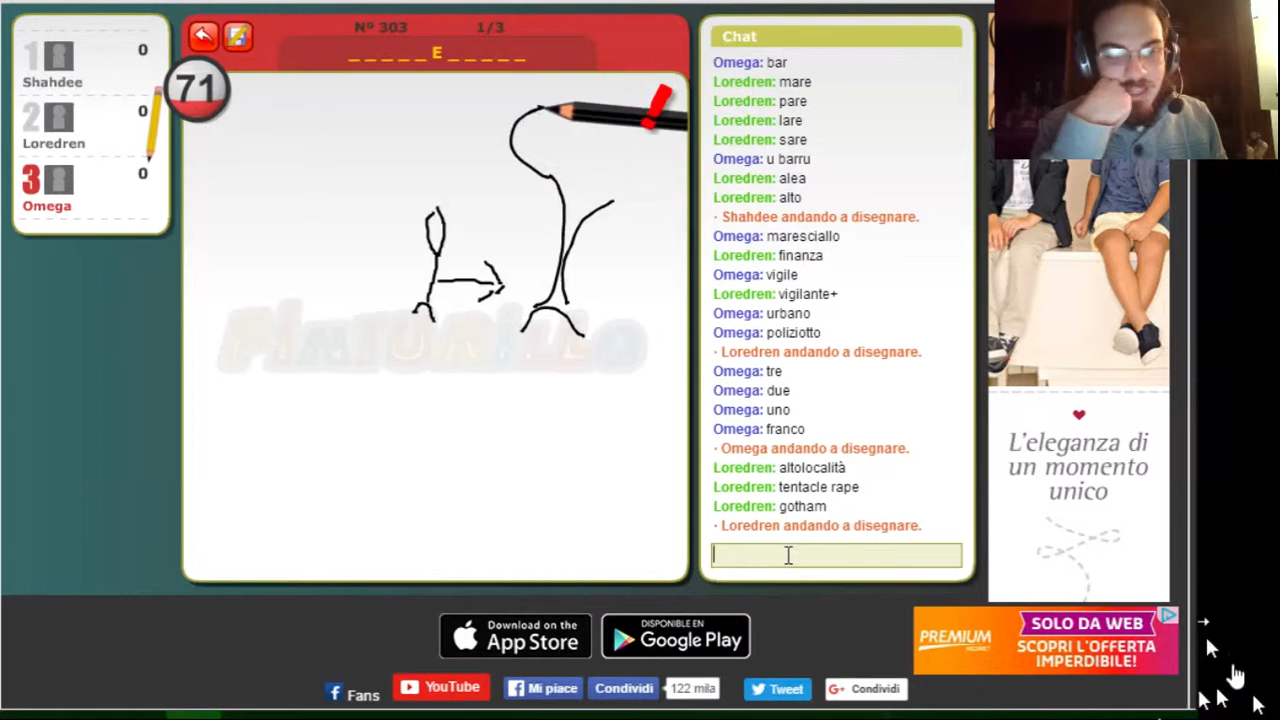 1 0
Shahdee
2 0
Loredren
3 0
Omega
71
Nº 303 1/3
_ _ _ _ _ E _ _ _ _ _
!
PINTURILLO
Chat
Omega: bar
Loredren: mare
Loredren: pare
Loredren: lare
Loredren: sare
Omega: u barru
Loredren: alea
Loredren: alto
· Shahdee andando a disegnare.
Omega: maresciallo
Loredren: finanza
Omega: vigile
Loredren: vigilante+
Omega: urbano
Omega: poliziotto
· Loredren andando a disegnare.
Omega: tre
Omega: due
Omega: uno
Omega: franco
· Omega andando a disegnare.
Loredren: altolocalità
Loredren: tentacle rape
Loredren: gotham
· Loredren andando a disegnare.
L'eleganza di
un momento
unico
Download on the
App Store
DISPONIBLE EN
Google Play
PREMIUM
SOLO DA WEB
SCOPRI L'OFFERTA
IMPERDIBILE!
Fans
YouTube
Mi piace
Condividi
122 mila
Tweet
G+ Condividi